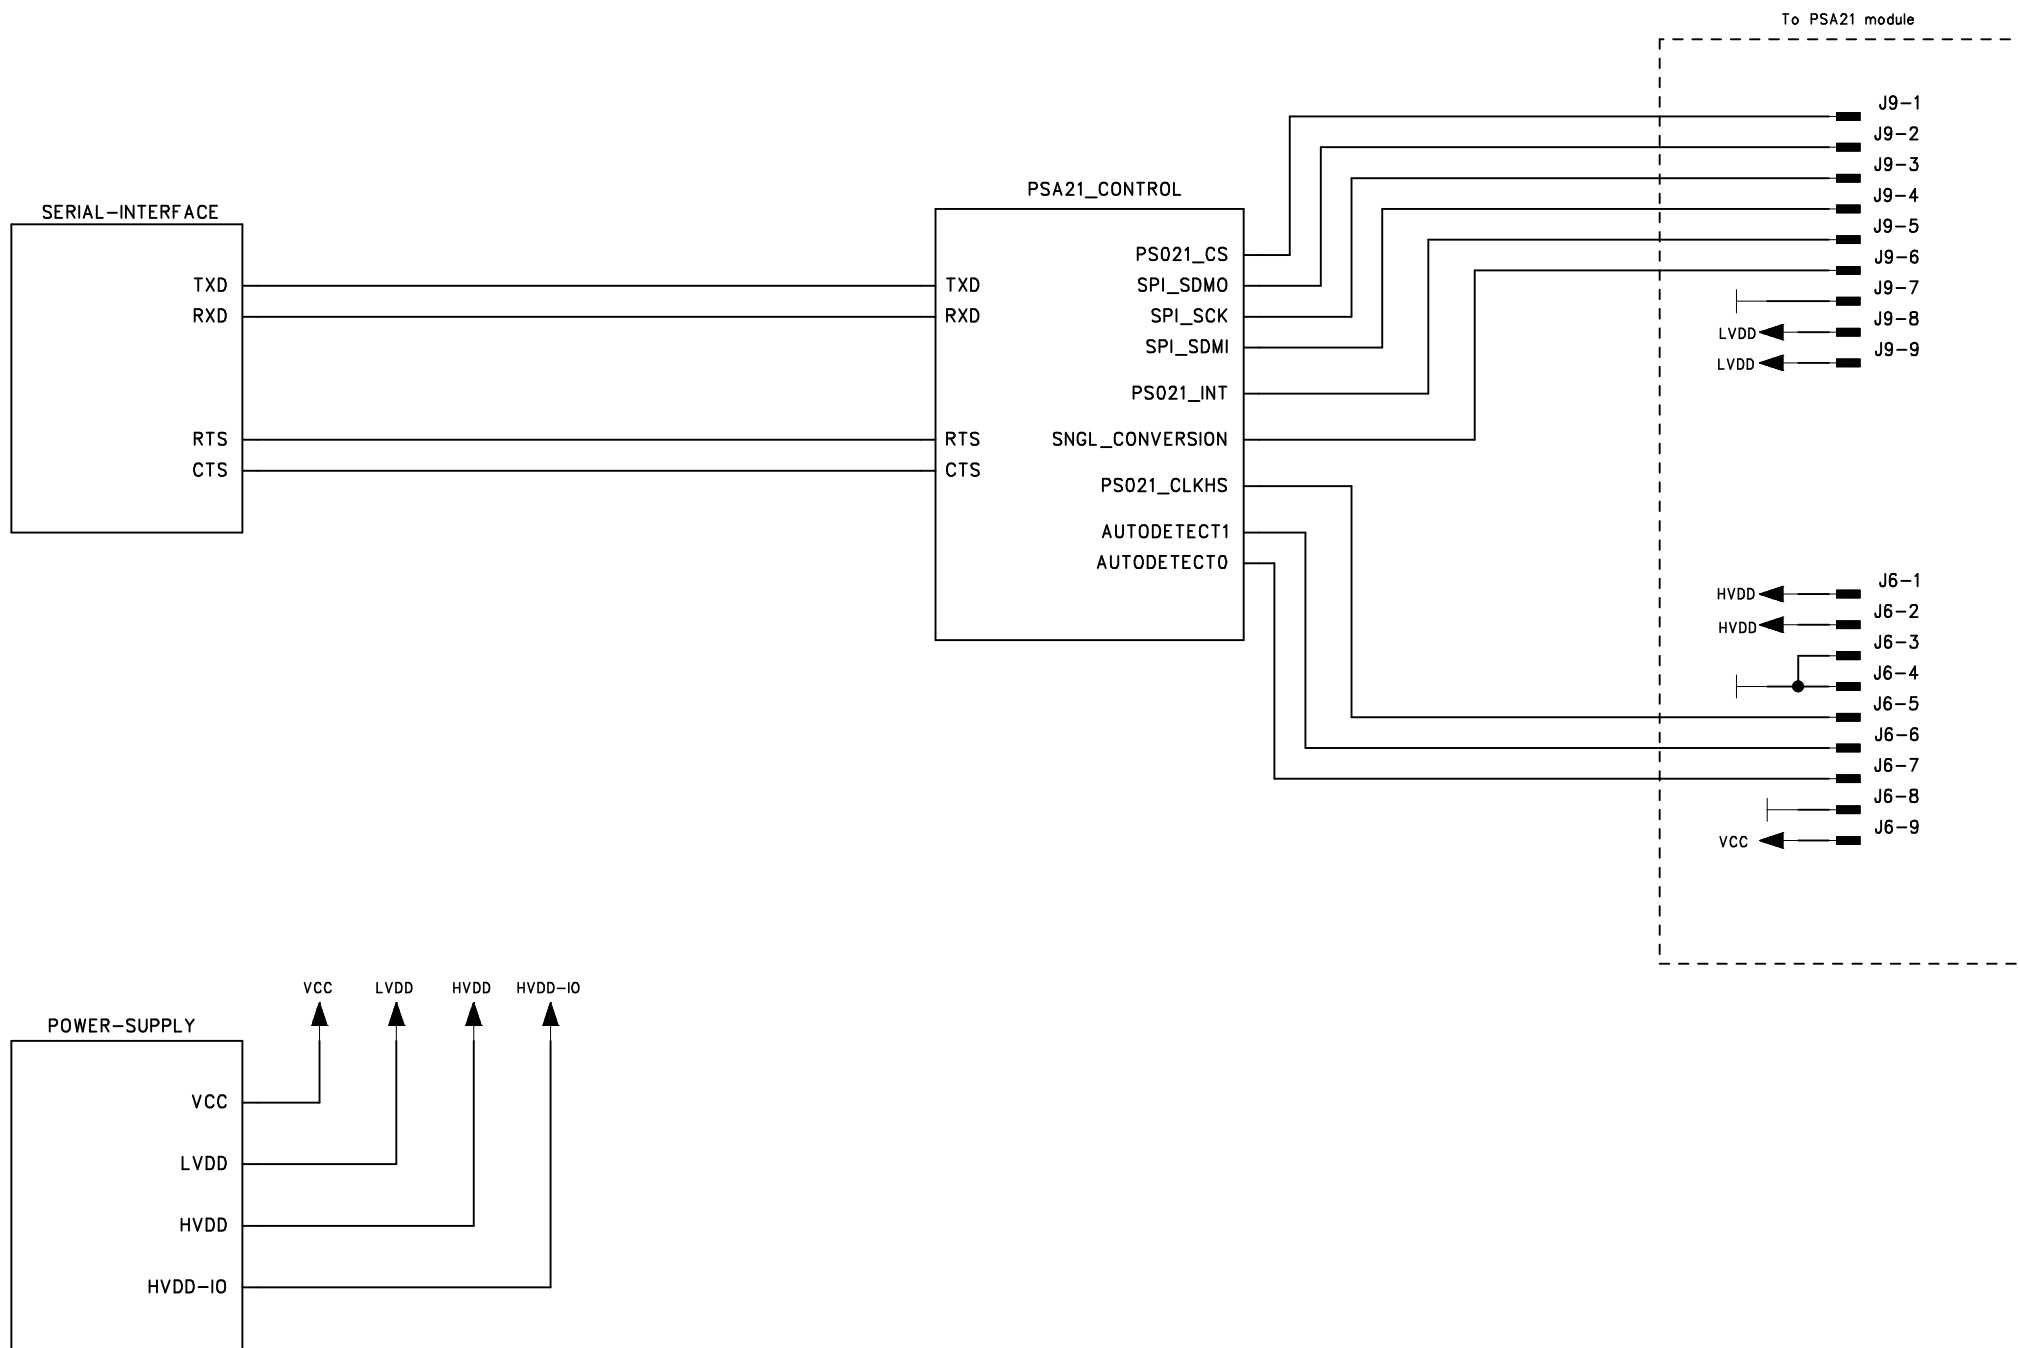 To PSA21 module
J9-1
J9-2
J9-3
J9-4
J9-5
J9-6
J9-7
J9-8
J9-9
LVDD
LVDD
PSA21_CONTROL
PS021_CS
SPI_SDMO
SPI_SCK
SPI_SDMI
PS021_INT
SNGL_CONVERSION
PS021_CLKHS
AUTODETECT1
AUTODETECT0
TXD
RXD
RTS
CTS
SERIAL-INTERFACE
TXD
RXD
RTS
CTS
J6-1
J6-2
J6-3
J6-4
J6-5
J6-6
J6-7
J6-8
J6-9
HVDD
HVDD
VCC
VCC
LVDD
HVDD
HVDD-IO
POWER-SUPPLY
VCC
LVDD
HVDD
HVDD-IO